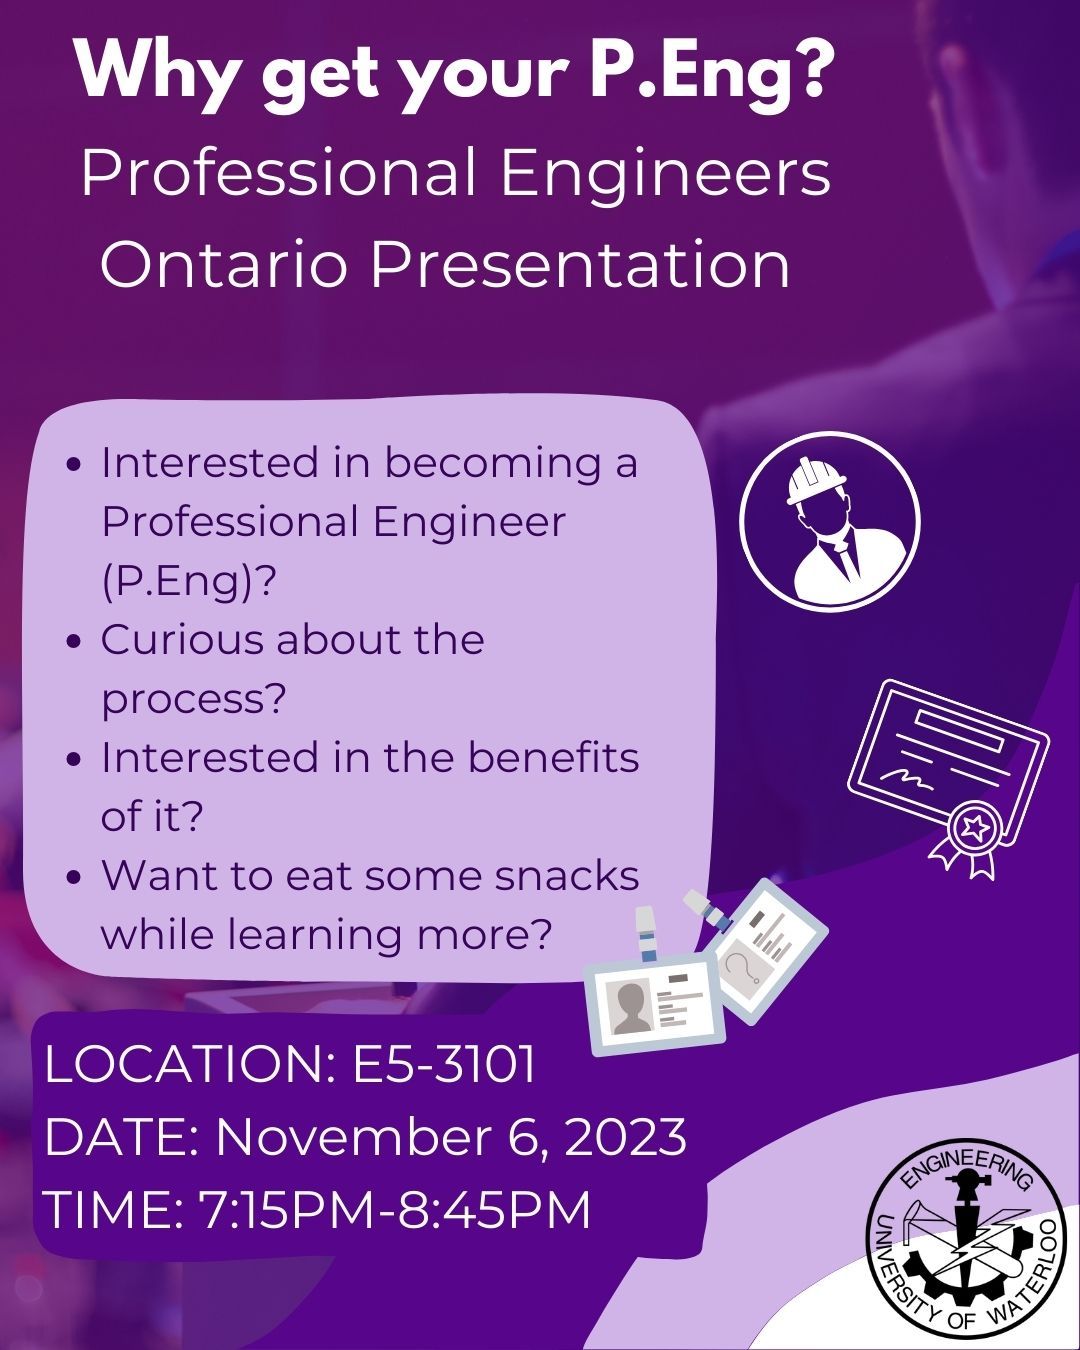 Why get your P.Eng?
Professional Engineers
Ontario Presentation
• Interested in becoming a
Professional Engineer
(P.Eng)?
• Curious about the
process?
• Interested in the benefits
of it?
• Want to eat some snacks
while learning more?
LOCATION: E5-3101
DATE: November 6, 2023
TIME: 7:15PM-8:45PM
ENGINEERING
UNIVERSITY OF WATERLOO